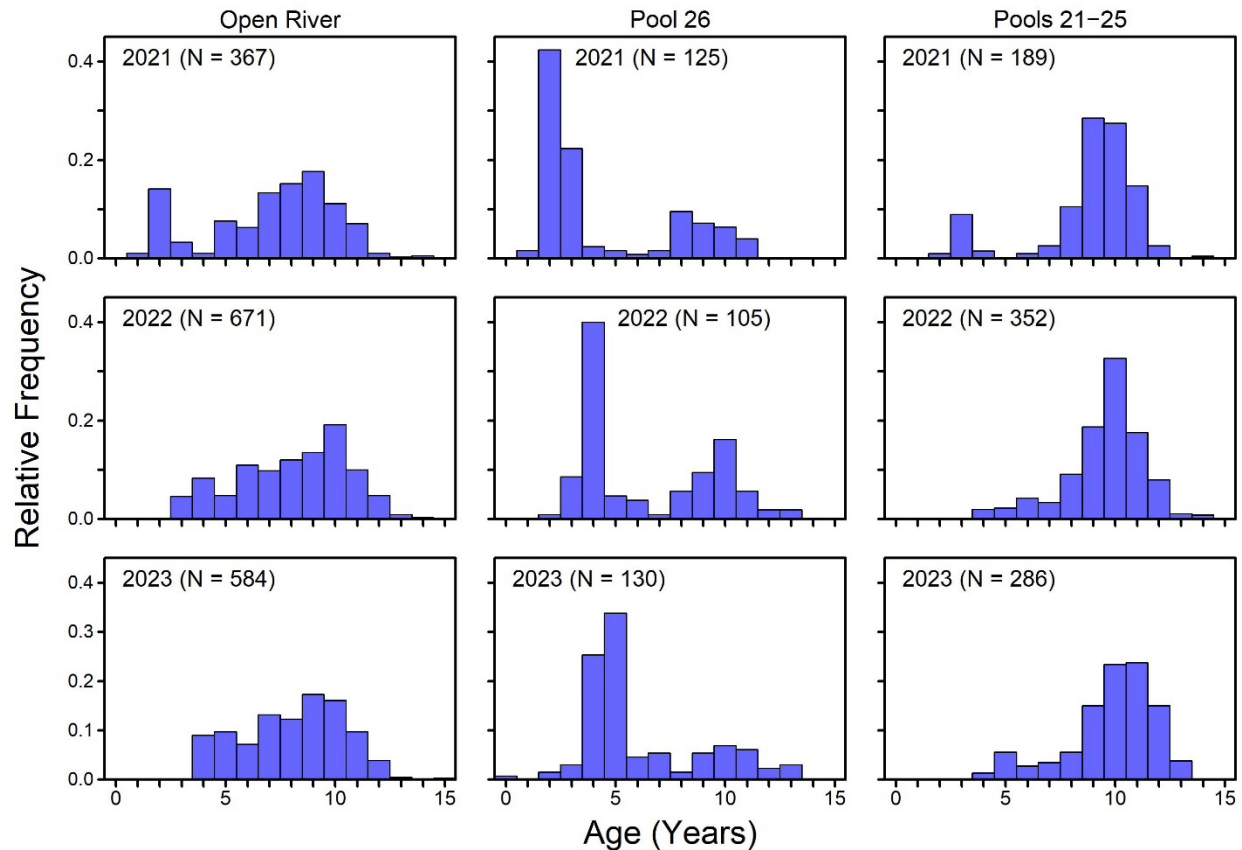 Open River
Pool 26
Pools 21−25
Relative Frequency
0.4
0.2
0.0
2021 (N = 367)
2021 (N = 125)
2021 (N = 189)
0.4
0.2
0.0
2022 (N = 671)
2022 (N = 105)
2022 (N = 352)
0.4
0.3
0.2
0.1
0.0
2023 (N = 584)
2023 (N = 130)
2023 (N = 286)
0 5 10 15
0 5 10 15
0 5 10 15
Age (Years)